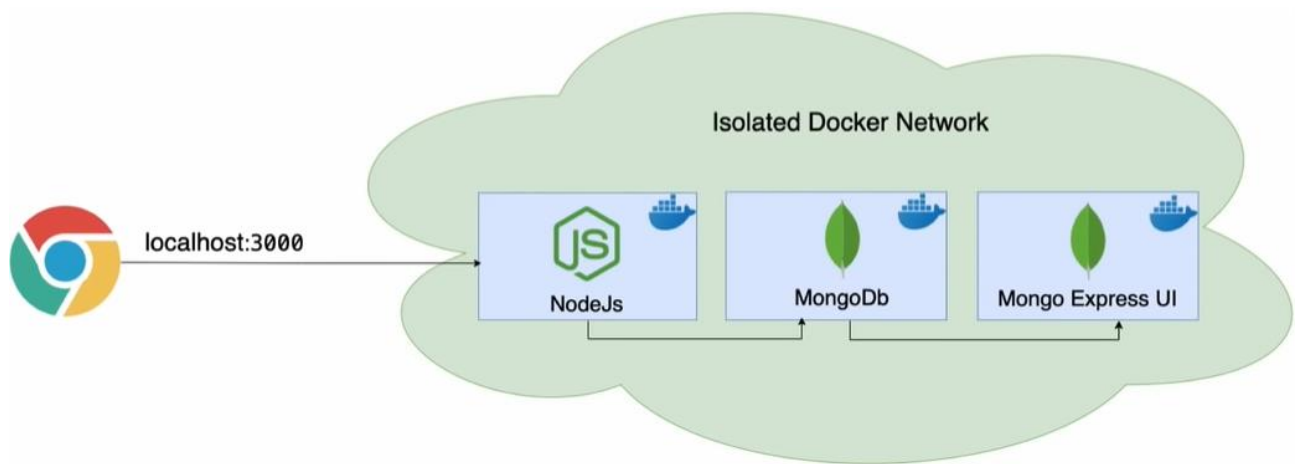 Isolated Docker Network
localhost:3000
JS
NodeJs
MongoDb
Mongo Express UI